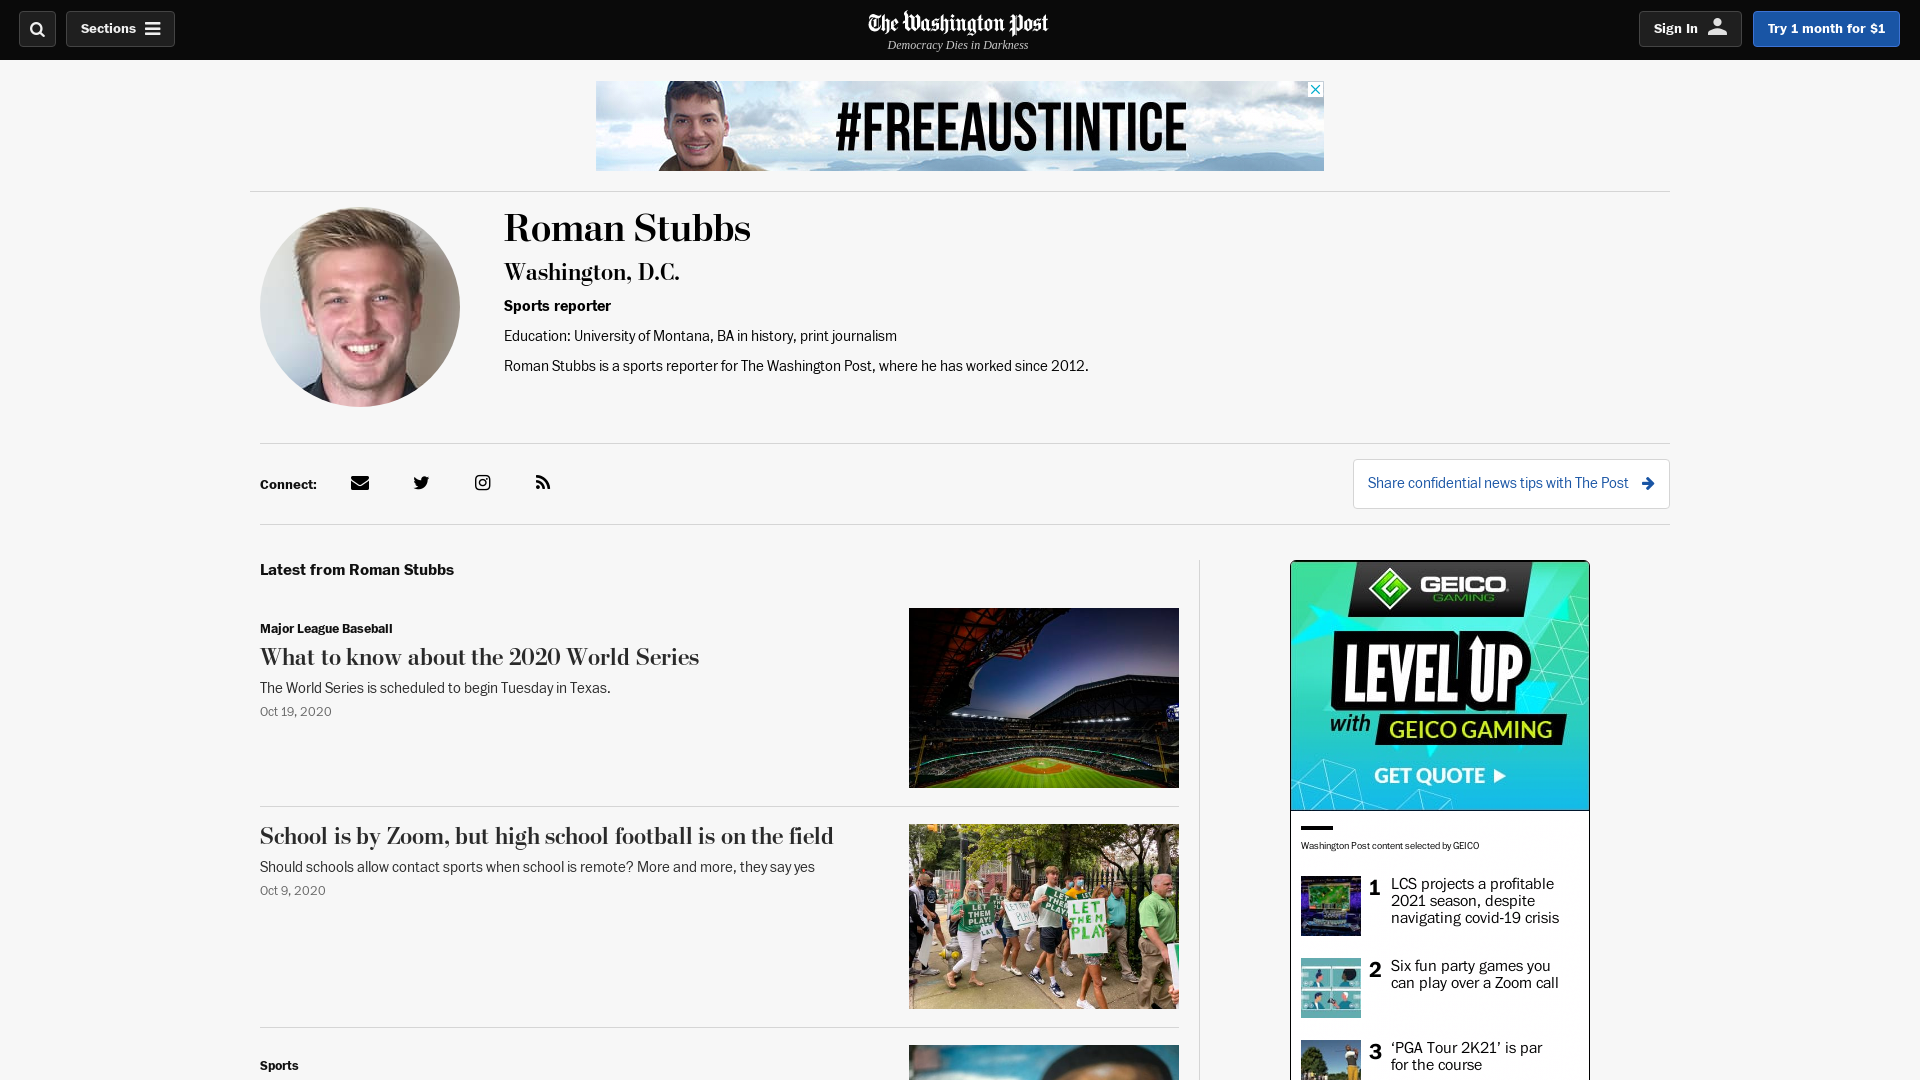 Sections
The Washington Post
Democracy Dies in Darkness
Sign In
Try 1 month for $1
#FREEAUSTINTICE
Roman Stubbs
Washington, D.C.
Sports reporter
Education: University of Montana, BA in history, print journalism
Roman Stubbs is a sports reporter for The Washington Post, where he has worked since 2012.
Connect:
Share confidential news tips with The Post
Latest from Roman Stubbs
Major League Baseball
What to know about the 2020 World Series
The World Series is scheduled to begin Tuesday in Texas.
Oct 19, 2020
School is by Zoom, but high school football is on the field
Should schools allow contact sports when school is remote? More and more, they say yes
Oct 9, 2020
LET
THEM
PLAY!
LET
THEM
PLAY
Sports
GEICO
GAMING
LEVEL UP
with GEICO GAMING
GET QUOTE
Washington Post content selected by GEICO
1 LCS projects a profitable
2021 season, despite
navigating covid-19 crisis
2 Six fun party games you
can play over a Zoom call
3 ‘PGA Tour 2K21’ is par
for the course